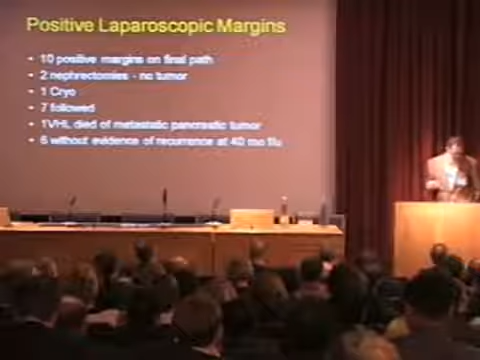 Positive Laparoscopic Margins
• 10 positive margins on final path
• 2 nephrectomies - no tumor
• 1 Cryo
• 7 followed
• 1VHL died of metastatic pancreatic tumor
• 6 without evidence of recurrence at 40 mo f/u